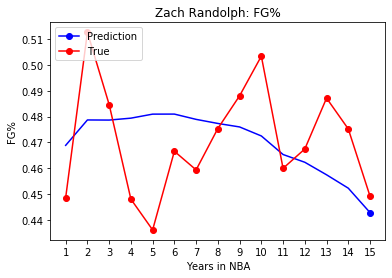 Zach Randolph: FG%
Prediction
True
0.51
0.50
0.49
0.48
0.47
0.46
0.45
0.44
FG%
1 2 3 4 5 6 7 8 9 10 11 12 13 14 15
Years in NBA